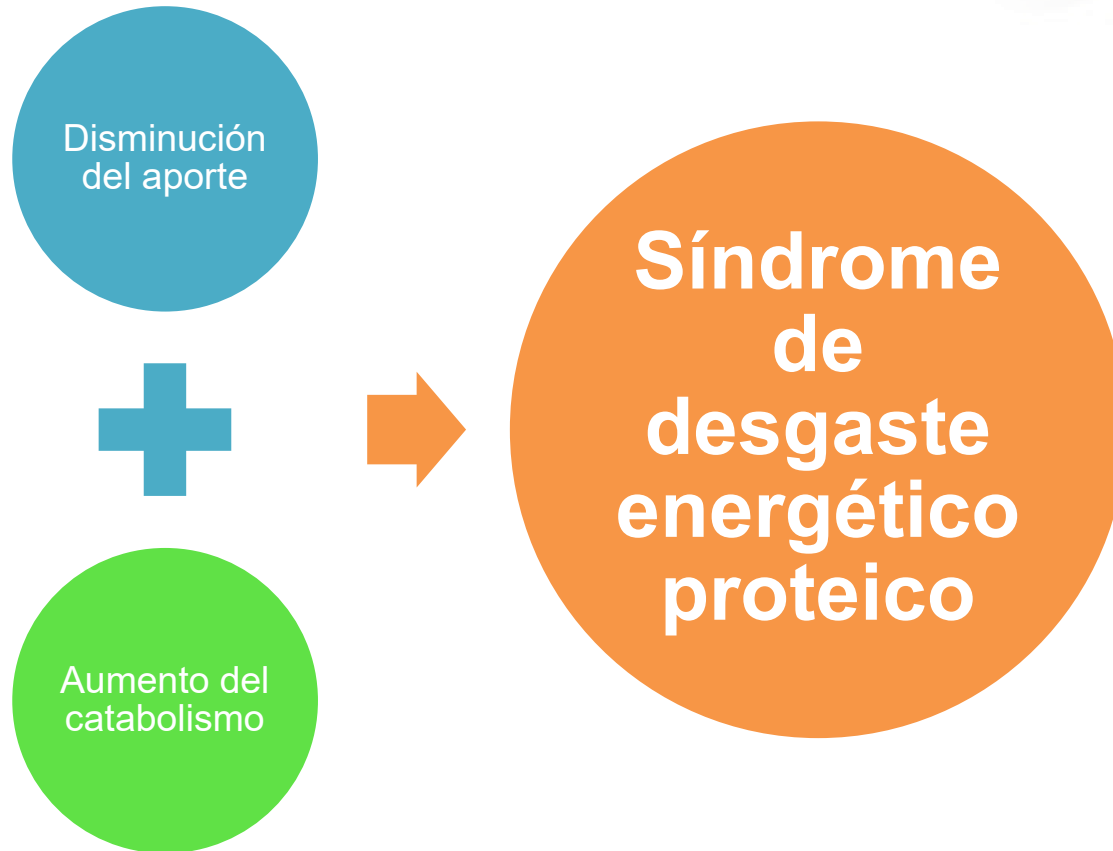 Disminución
del aporte
Aumento del
catabolismo
Síndrome
de
desgaste
energético
proteico